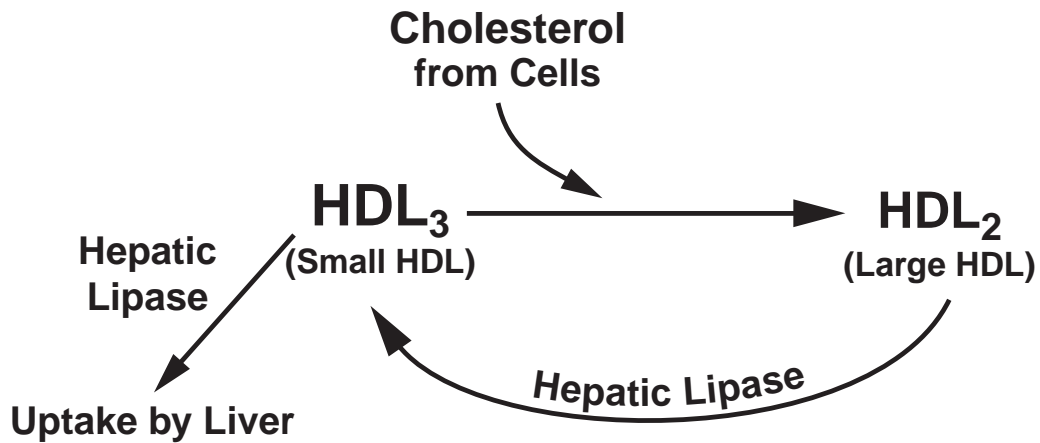 Cholesterol
from Cells
HDL₃
(Small HDL)
HDL₂
(Large HDL)
Hepatic
Lipase
Hepatic Lipase
Uptake by Liver